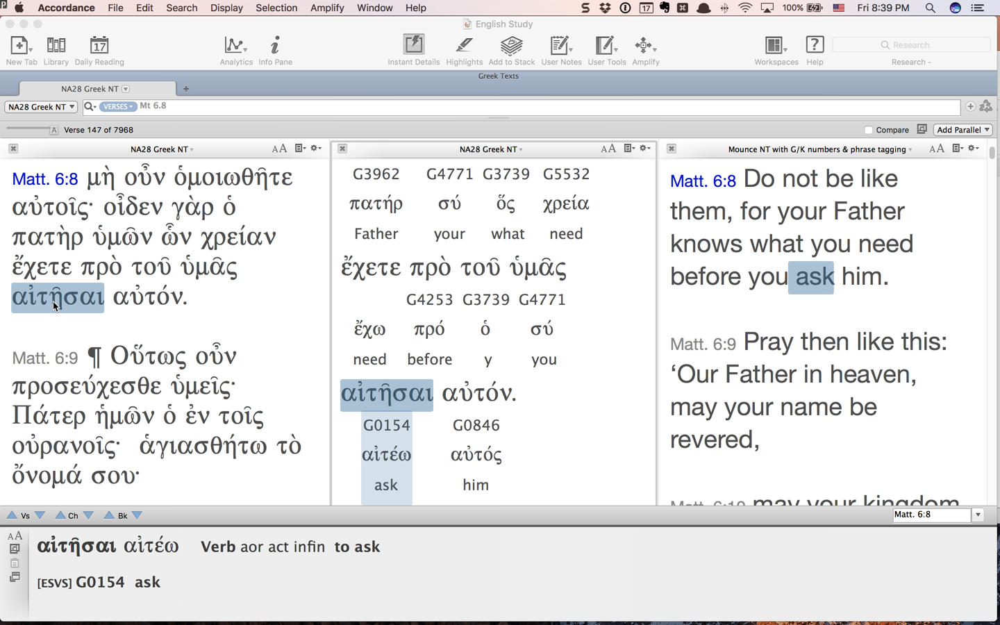 Accordance File Edit Search Display Selection Amplify Window Help
17
100%
Fri 8:39 PM
English Study
New Tab
Library
17
Daily Reading
Analytics
Info Pane
Instant Details
Highlights
Add to Stack
User Notes
User Tools
Amplify
Workspaces
Help
Research
Research
Greek Texts
NA28 Greek NT
+
NA28 Greek NT
VERSES
Mt 6.8
A
Verse 147 of 7968
Compare
Add Parallel
NA28 Greek NT
AA
Matt. 6:8 μὴ οὖν ὁμοιωθῆτε
αὐτοῖς· οἶδεν γὰρ ὁ
πατὴρ ὑμῶν ὧν χρείαν
ἔχετε πρὸ τοῦ ὑμᾶς
αἰτῆσαι αὐτόν.
Matt. 6:9 ¶ Οὕτως οὖν
προσεύχεσθε ὑμεῖς·
Πάτερ ἡμῶν ὁ ἐν τοῖς
οὐρανοῖς· ἁγιασθήτω τὸ
ὄνομά σου·
NA28 Greek NT
AA
G3962 G4771 G3739 G5532
πατήρ σύ ὅς χρεία
Father your what need
ἔχετε πρὸ τοῦ ὑμᾶς
G4253 G3739 G4771
ἔχω πρό ὁ σύ
need before y you
αἰτῆσαι αὐτόν.
G0154 G0846
αἰτέω αὐτός
ask him
Mounce NT with G/K numbers & phrase tagging
AA
Matt. 6:8 Do not be like
them, for your Father
knows what you need
before you ask him.
Matt. 6:9 Pray then like this:
‘Our Father in heaven,
may your name be
revered,
Matt. 6:10 may your kingdom
Vs Ch Bk
Matt. 6:8
AA
αἰτῆσαι αἰτέω Verb aor act infin to ask
[ESVS] G0154 ask